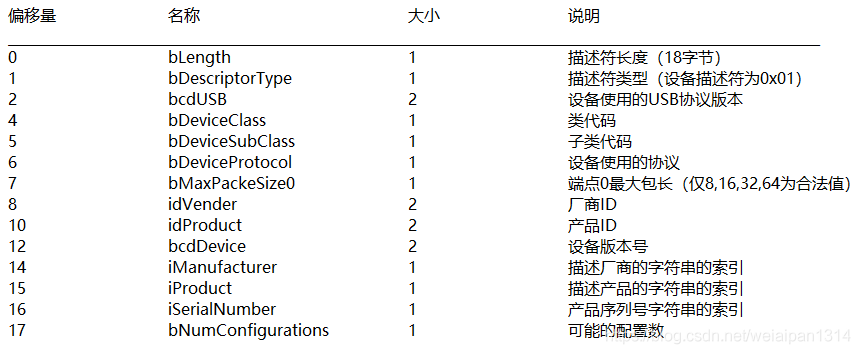 偏移量 名称 大小 说明
0 bLength 1 描述符长度（18字节）
1 bDescriptorType 1 描述符类型（设备描述符为0x01）
2 bcdUSB 2 设备使用的USB协议版本
4 bDeviceClass 1 类代码
5 bDeviceSubClass 1 子类代码
6 bDeviceProtocol 1 设备使用的协议
7 bMaxPackeSize0 1 端点0最大包长（仅8,16,32,64为合法值）
8 idVender 2 厂商ID
10 idProduct 2 产品ID
12 bcdDevice 2 设备版本号
14 iManufacturer 1 描述厂商的字符串的索引
15 iProduct 1 描述产品的字符串的索引
16 iSerialNumber 1 产品序列号字符串的索引
17 bNumConfigurations 1 可能的配置数
blog.csdn.net/weiaipan1314